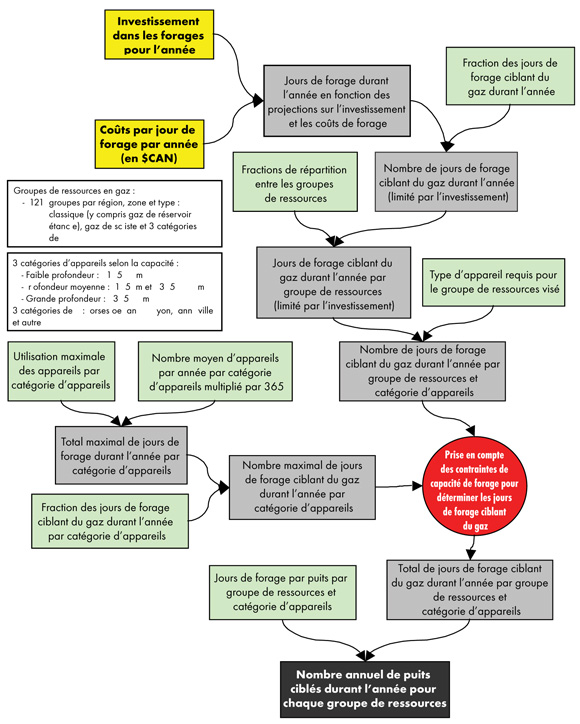 Investissement
dans les forages
pour l'année
Fraction des jours de
forage ciblant du
gaz durant l'année
Jours de forage durant
l'année en fonction des
projections sur l'investissement
et les coûts de forage
Coûts par jour de
forage par année
(en $CAN)
Fractions de répartition
entre les groupes
de ressources
Nombre de jours de forage
ciblant du gaz durant l'année
(limité par l'investissement)
Groupes de ressources en gaz :
- 121 groupes par région, zone et type :
classique (y compris gaz de réservoir
étanc e), gaz de sc iste et 3 catégories
de
3 catégories d'appareils selon la capacité :
- Faible profondeur : 1 5 m
- r ofondeur moyenne : 1 5 m et 3 5 m
- Grande profondeur : 3 5 m
3 catégories de : orses oe an yon, ann ville
et autre
Jours de forage ciblant du
gaz durant l'année par
groupe de ressources
(limité par l'investissement)
Type d'appareil requis pour
le groupe de ressources visé
Utilisation maximale
des appareils par
catégorie d'appareils
Nombre moyen d'appareils
par année par catégorie
d'appareils multiplié par 365
Nombre de jours de forage
ciblant du gaz durant l'année par
groupe de ressources et
catégorie d'appareils
Total maximal de jours de
forage durant l'année par
catégorie d'appareils
Nombre maximal de jours
de forage ciblant du gaz
durant l'année par
catégorie d'appareils
Prise en compte
des contraintes de
capacité de forage pour
déterminer les jours
de forage ciblant
du gaz
Fraction des jours de forage
ciblant du gaz durant l'année
par catégorie d'appareils
Jours de forage par puits par
groupe de ressources et
catégorie d'appareils
Total de jours de forage ciblant
du gaz durant l'année par groupe
de ressources et
catégorie d'appareils
Nombre annuel de puits
ciblés durant l'année pour
chaque groupe de ressources